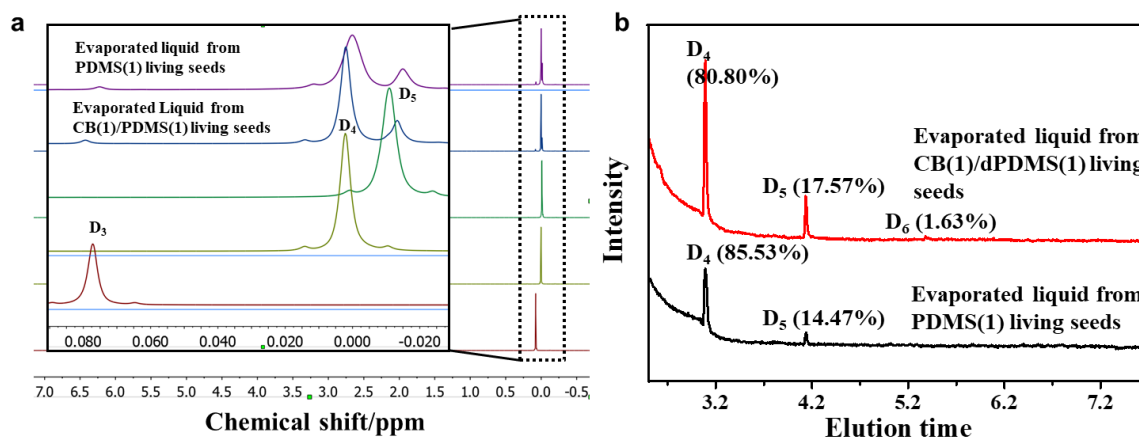 a
Evaporated liquid from
PDMS(1) living seeds
Evaporated Liquid from
CB(1)/PDMS(1) living seeds
D5
D4
D3
0.080 0.060 0.040 0.020 0.000 -0.020
7.0 6.5 6.0 5.5 5.0 4.5 4.0 3.5 3.0 2.5 2.0 1.5 1.0 0.5 0.0 -0.5
Chemical shift/ppm
b
D4
(80.80%)
Evaporated liquid from
CB(1)/dPDMS(1) living
seeds
D5 (17.57%)
D6 (1.63%)
D4 (85.53%)
Evaporated liquid from
PDMS(1) living seeds
D5 (14.47%)
Intensity
3.2 4.2 5.2 6.2 7.2
Elution time